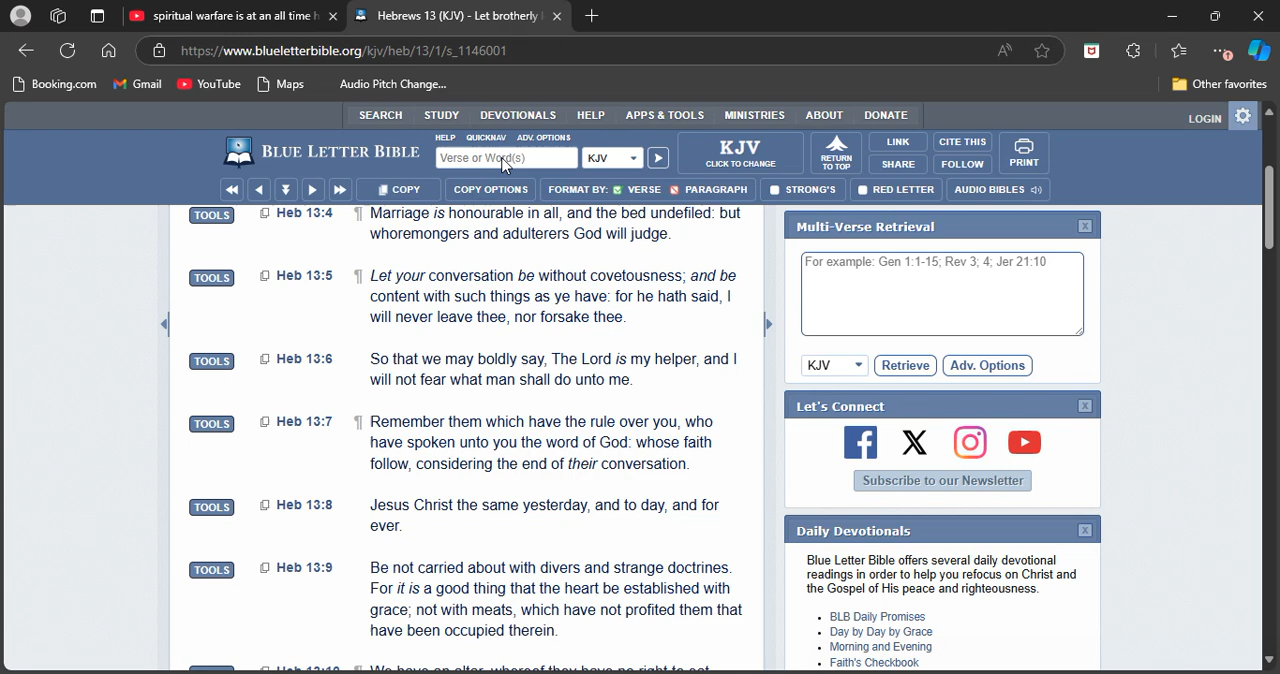 spiritual warfare is at an all time h
Hebrews 13 (KJV) - Let brotherly
https://www.blueletterbible.org/kjv/heb/13/1/s_1146001
Booking.com Gmail YouTube Maps Audio Pitch Change... Other favorites
SEARCH STUDY DEVOTIONALS HELP APPS & TOOLS MINISTRIES ABOUT DONATE LOGIN
BLUE LETTER BIBLE
HELP QUICKNAV ADV. OPTIONS
Verse or Word(s) KJV
KJV
CLICK TO CHANGE
RETURN
TO TOP
LINK CITE THIS
SHARE FOLLOW
PRINT
COPY COPY OPTIONS FORMAT BY: VERSE PARAGRAPH STRONG'S RED LETTER AUDIO BIBLES
TOOLS Heb 13:4 ¶ Marriage is honourable in all, and the bed undefiled: but
whoremongers and adulterers God will judge.
TOOLS Heb 13:5 ¶ Let your conversation be without covetousness; and be
content with such things as ye have: for he hath said, I
will never leave thee, nor forsake thee.
TOOLS Heb 13:6 So that we may boldly say, The Lord is my helper, and I
will not fear what man shall do unto me.
TOOLS Heb 13:7 ¶ Remember them which have the rule over you, who
have spoken unto you the word of God: whose faith
follow, considering the end of their conversation.
TOOLS Heb 13:8 Jesus Christ the same yesterday, and to day, and for
ever.
TOOLS Heb 13:9 Be not carried about with divers and strange doctrines.
For it is a good thing that the heart be established with
grace; not with meats, which have not profited them that
have been occupied therein.
Multi-Verse Retrieval
For example: Gen 1:1-15; Rev 3; 4; Jer 21:10
KJV Retrieve Adv. Options
Let's Connect
Subscribe to our Newsletter
Daily Devotionals
Blue Letter Bible offers several daily devotional
readings in order to help you refocus on Christ and
the Gospel of His peace and righteousness.
BLB Daily Promises
Day by Day by Grace
Morning and Evening
Faith's Checkbook